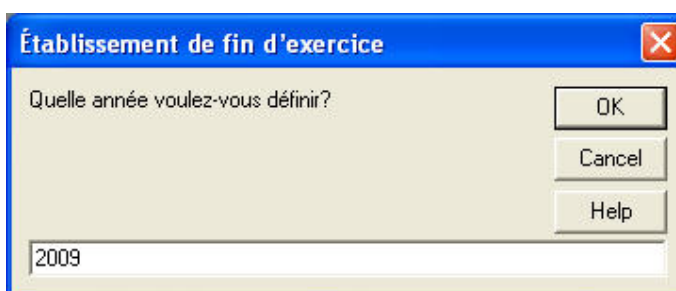 Établissement de fin d'exercice
Quelle année voulez-vous définir?
OK
Cancel
Help
2009